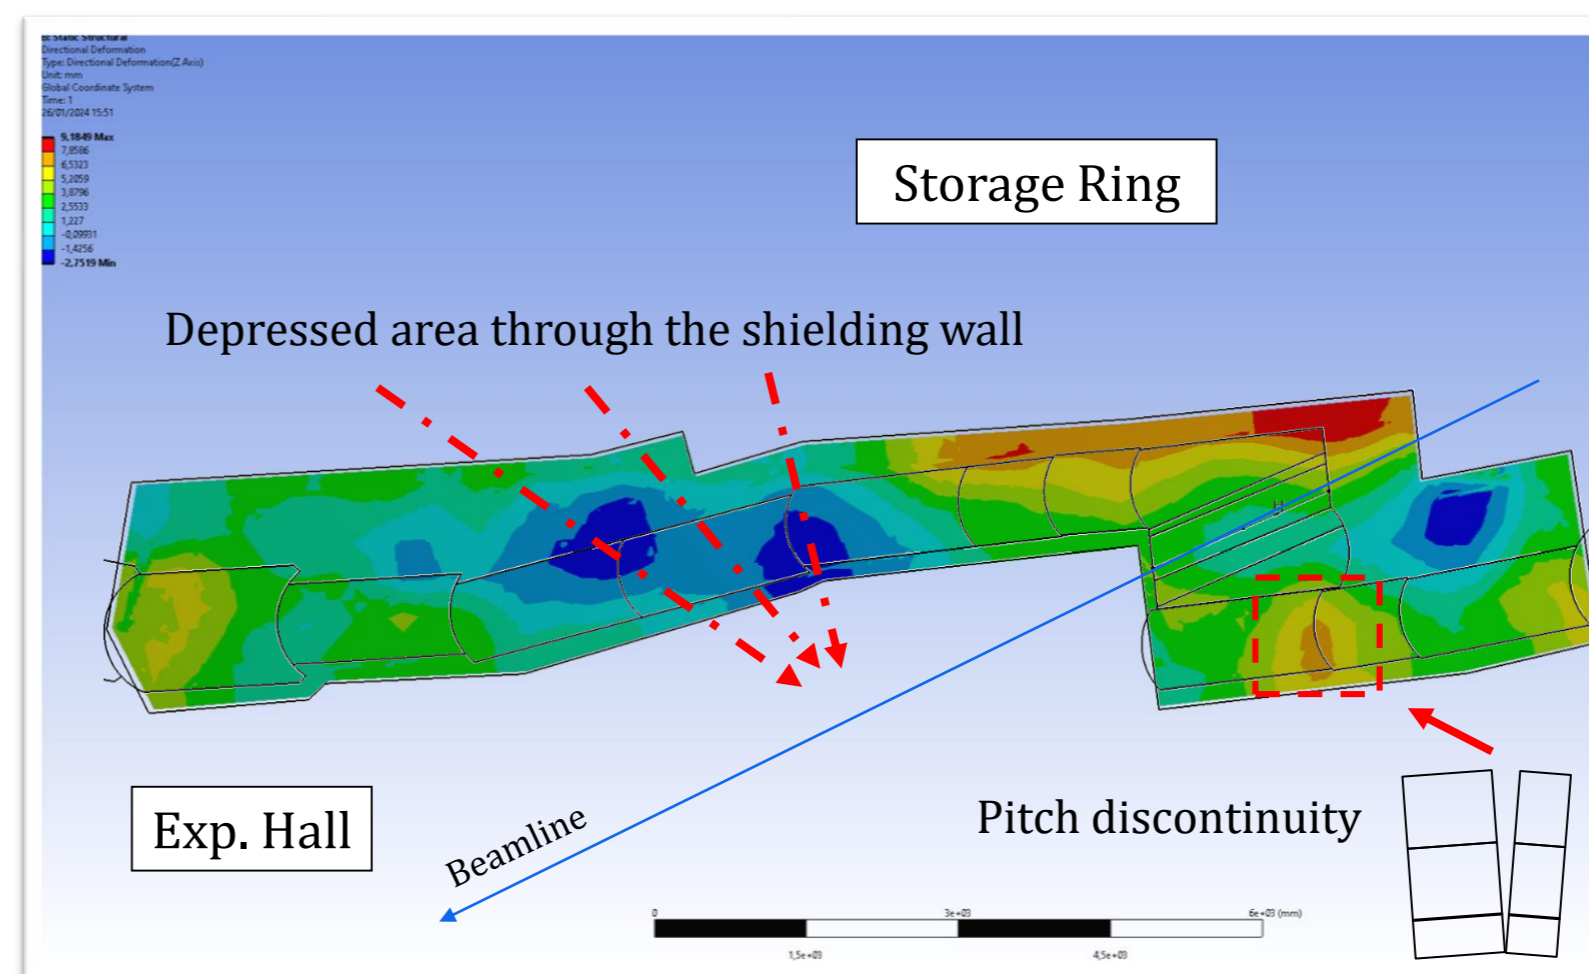 B: Static Structural
Directional Deformation
Type: Directional Deformation(Z Axis)
Unit: mm
Global Coordinate System
Time: 1
26/01/2024 15:51
9,1849 Max
7,8586
6,5323
5,2059
3,8796
2,5533
1,227
-0,09931
-1,4256
-2,7519 Min
Storage Ring
Depressed area through the shielding wall
Exp. Hall
Beamline
Pitch discontinuity
0 3e+03 6e+03 (mm)
1,5e+03 4,5e+03